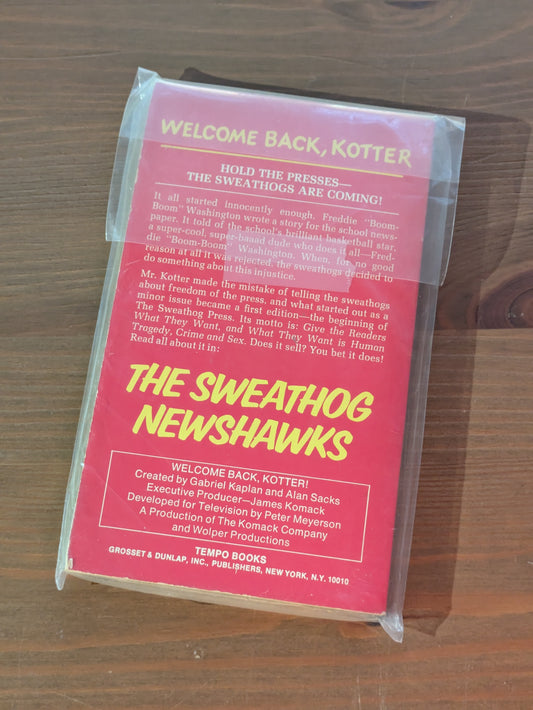 WELCOME BACK, KOTTER
HOLD THE PRESSES—
THE SWEATHOGS ARE COMING!
It all started innocently enough. Freddie "Boom-
Boom" Washington wrote a story for the school news-
paper. It told of the school's brilliant basketball star,
a super-cool, super-baaad dude who does it all—Fred-
die "Boom-Boom" Washington. When, for no good
reason at all it was rejected, the sweathogs decided to
do something about this injustice.
Mr. Kotter made the mistake of telling the sweathogs
about freedom of the press, and what started out as a
minor issue became a first edition—the beginning of
The Sweathog Press. Its motto is: Give the Readers
What They Want, and What They Want is Human
Tragedy, Crime and Sex. Does it sell? You bet it does!
Read all about it in:
THE SWEATHOG
NEWSHAWKS
WELCOME BACK, KOTTER!
Created by Gabriel Kaplan and Alan Sacks
Executive Producer—James Komack
Developed for Television by Peter Meyerson
A Production of The Komack Company
and Wolper Productions
TEMPO BOOKS
GROSSET & DUNLAP, INC., PUBLISHERS, NEW YORK, N.Y. 10010